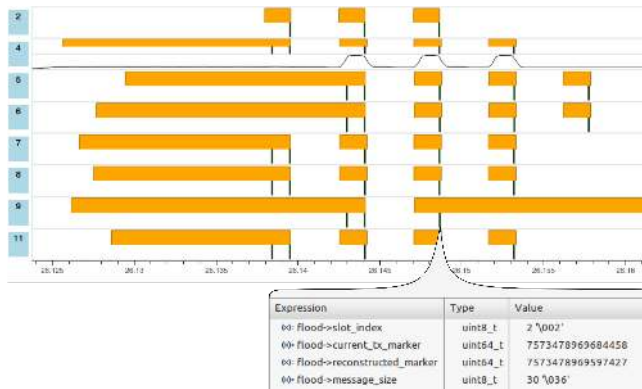 2
4
5
6
7
8
9
11
26.125 26.13 26.135 26.14 26.145 26.15 26.155 26.16
Expression Type Value
(x)= flood->slot_index uint8_t 2 '\002'
(x)= flood->current_tx_marker uint64_t 7573478969684458
(x)= flood->reconstructed_marker uint64_t 7573478969597427
(x)= flood->message_size uint8_t 30 '\036'